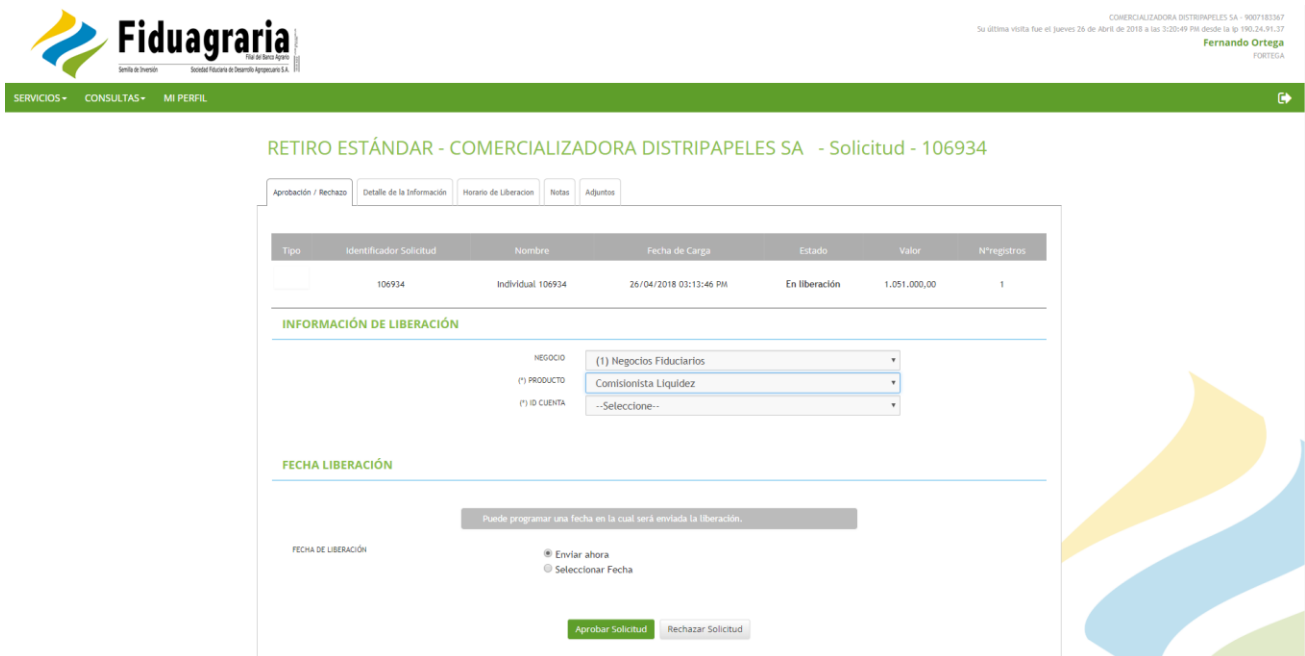 COMERCIALIZADORA DISTRIPAPELES SA - 9007183367
Su última visita fue el jueves 26 de Abril de 2018 a las 3:20:49 PM desde la ip 190.24.91.37
Fernando Ortega
FORTEGA
Fiduagraria
Filial del Banco Agrario
Semilla de Inversión Sociedad Fiduciaria de Desarrollo Agropecuario S.A.
SERVICIOS CONSULTAS MI PERFIL
RETIRO ESTÁNDAR - COMERCIALIZADORA DISTRIPAPELES SA - Solicitud - 106934
Aprobación / Rechazo Detalle de la Información Horario de Liberacion Notas Adjuntos
Tipo Identificador Solicitud Nombre Fecha de Carga Estado Valor N°registros
106934 Individual 106934 26/04/2018 03:13:46 PM En liberación 1.051.000,00 1
INFORMACIÓN DE LIBERACIÓN
NEGOCIO (1) Negocios Fiduciarios
(*) PRODUCTO Comisionista Liquidez
(*) ID CUENTA --Seleccione--
FECHA LIBERACIÓN
Puede programar una fecha en la cual será enviada la liberación.
FECHA DE LIBERACIÓN Enviar ahora
Seleccionar Fecha
Aprobar Solicitud Rechazar Solicitud